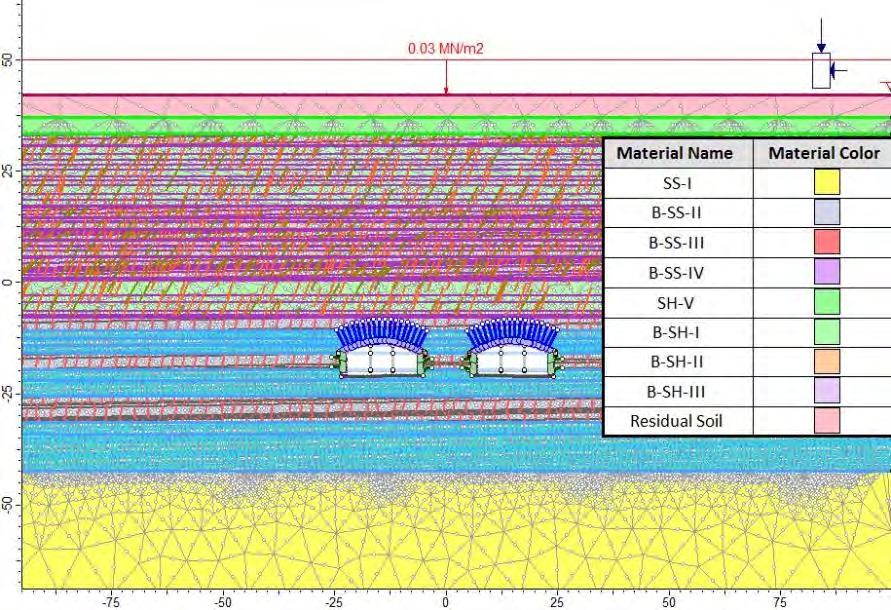 0.03 MN/m2
50
25
0
-25
-50
Material Name Material Color
SS-I
B-SS-II
B-SS-III
B-SS-IV
SH-V
B-SH-I
B-SH-II
B-SH-III
Residual Soil
-75 -50 -25 0 25 50 75